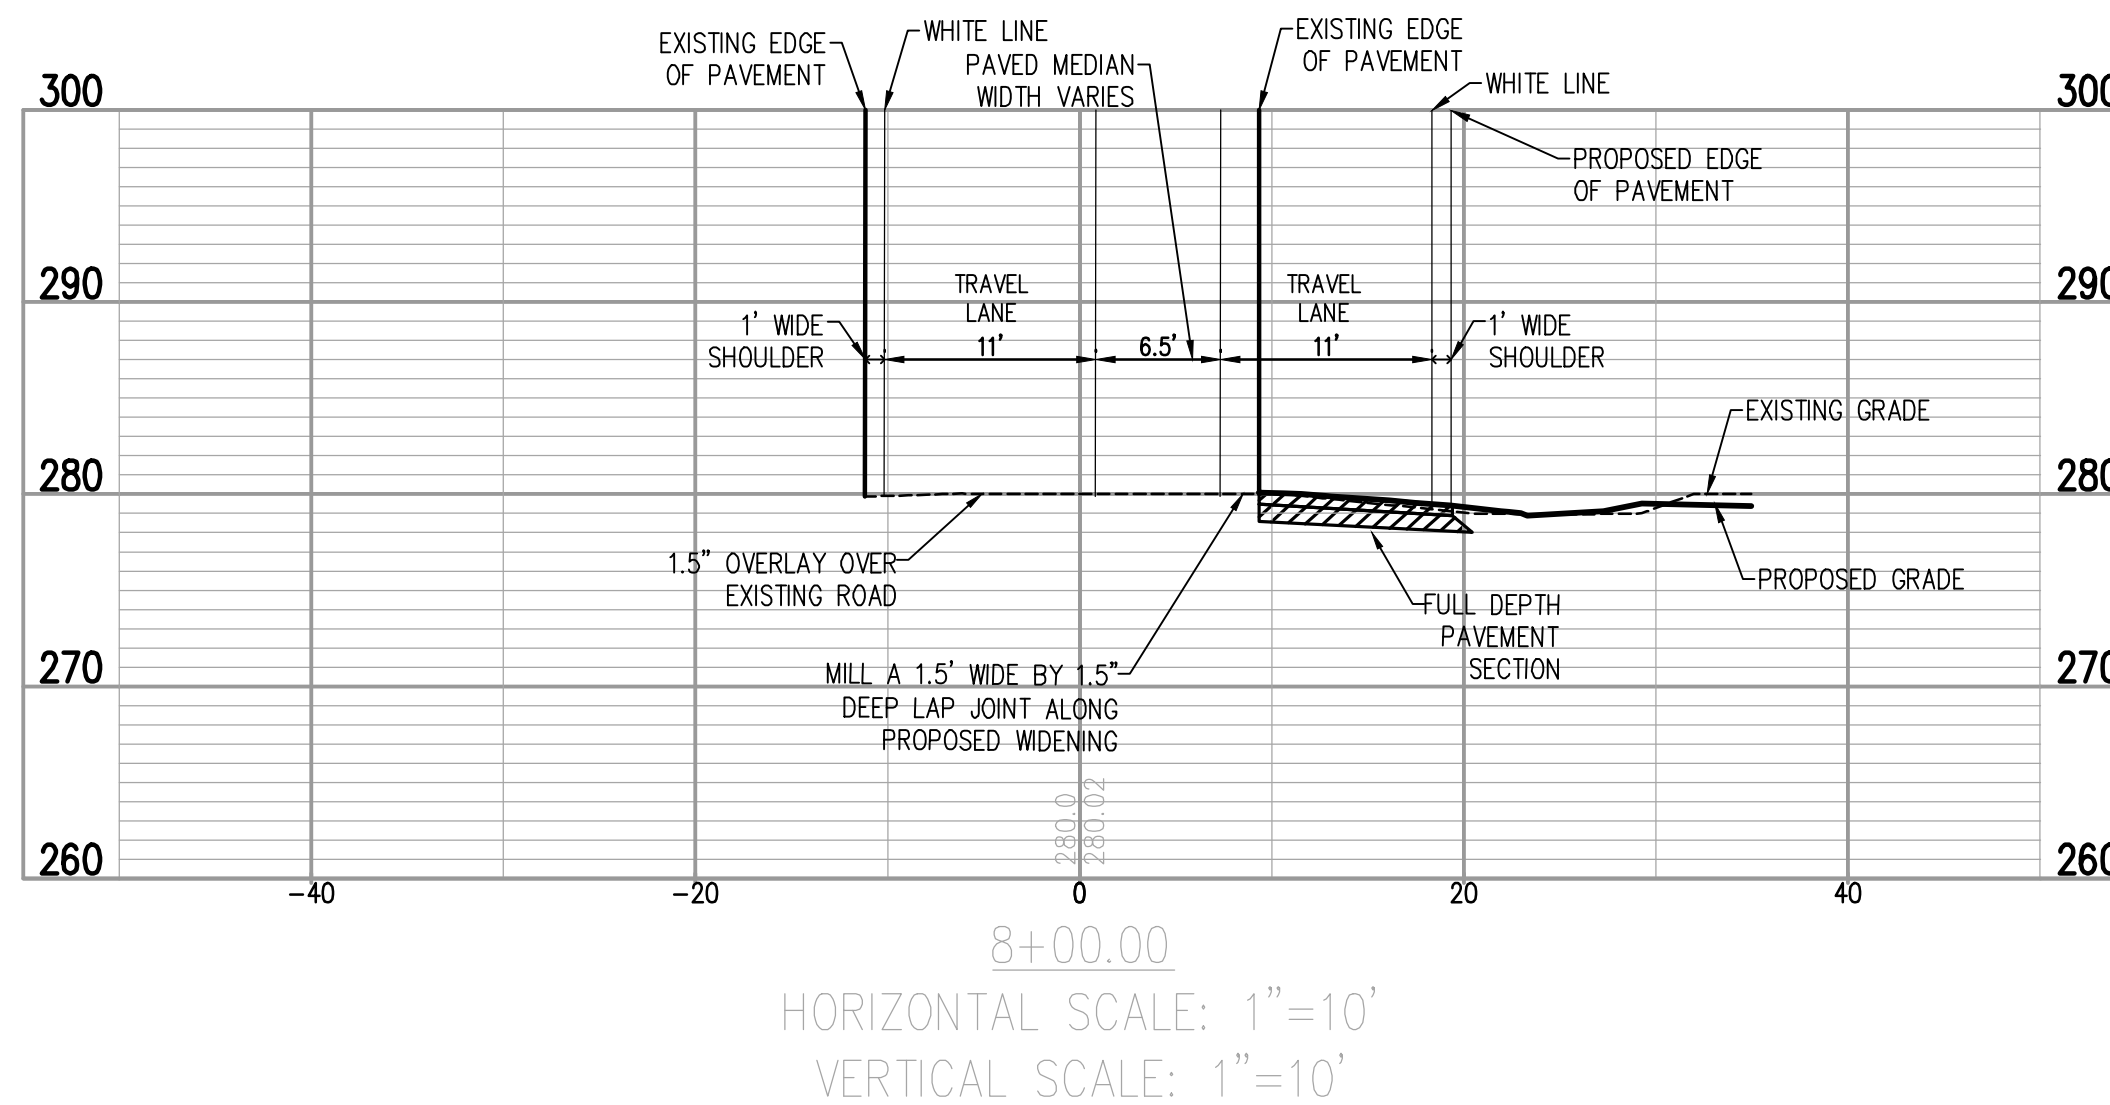 EXISTING EDGE
OF PAVEMENT
WHITE LINE
PAVED MEDIAN
WIDTH VARIES
EXISTING EDGE
OF PAVEMENT
WHITE LINE
PROPOSED EDGE
OF PAVEMENT
300
300
290
290
TRAVEL
LANE
11'
TRAVEL
LANE
11'
6.5'
1' WIDE
SHOULDER
1' WIDE
SHOULDER
EXISTING GRADE
280
280
1.5" OVERLAY OVER
EXISTING ROAD
PROPOSED GRADE
FULL DEPTH
PAVEMENT
SECTION
270
270
MILL A 1.5' WIDE BY 1.5"
DEEP LAP JOINT ALONG
PROPOSED WIDENING
280.0
280.02
260
260
-40
-20
0
20
40
8+00.00
HORIZONTAL SCALE: 1"=10'
VERTICAL SCALE: 1"=10'